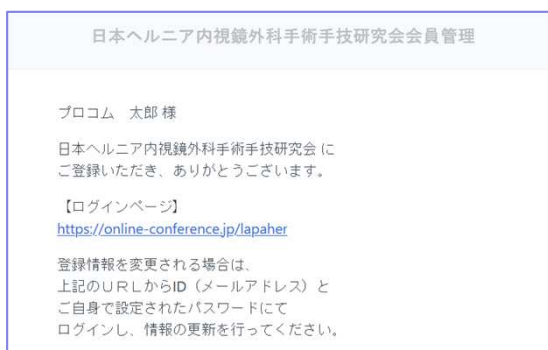 日本ヘルニア内視鏡外科手術手技研究会会員管理
プロコム　太郎 様
日本ヘルニア内視鏡外科手術手技研究会 に
ご登録いただき、ありがとうございます。
【ログインページ】
https://online-conference.jp/lapaher
登録情報を変更される場合は、
上記のＵＲＬからID（メールアドレス）と
ご自身で設定されたパスワードにて
ログインし、情報の更新を行ってください。